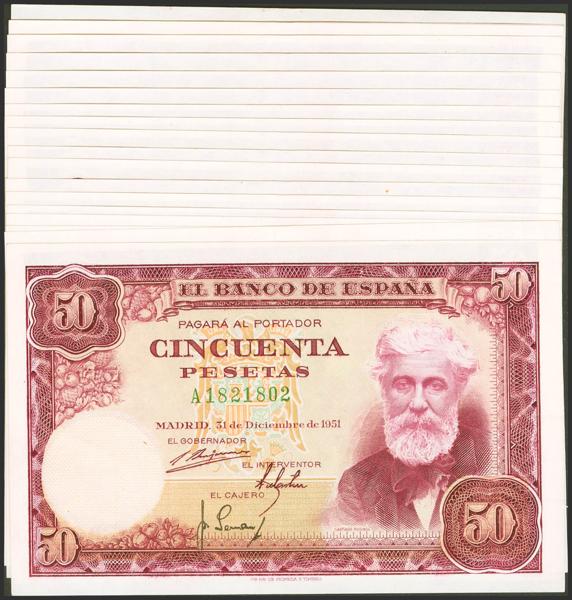 50
EL BANCO DE ESPAÑA
50
PAGARÁ AL PORTADOR
CINCUENTA
PESETAS
A1821802
MADRID, 31 de Diciembre de 1951
EL GOBERNADOR
EL INTERVENTOR
EL CAJERO
50
50